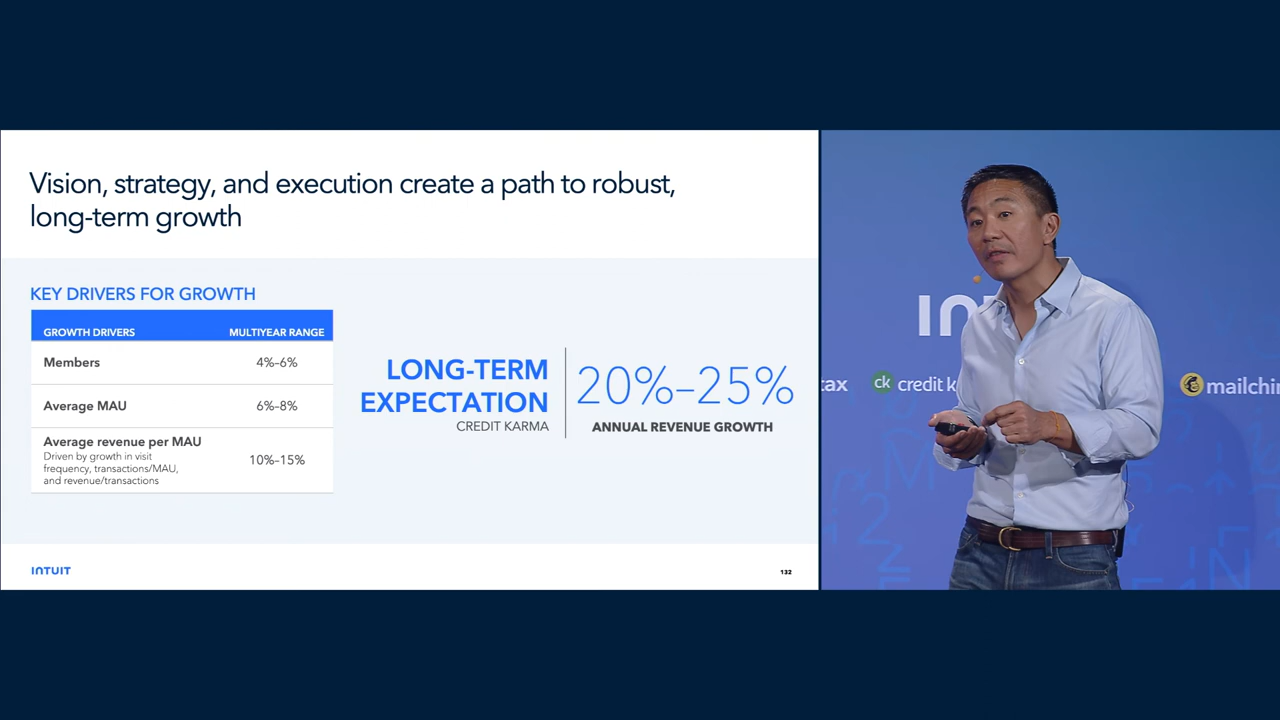 Vision, strategy, and execution create a path to robust,
long-term growth
KEY DRIVERS FOR GROWTH
GROWTH DRIVERS MULTIYEAR RANGE
Members 4%–6%
Average MAU 6%–8%
Average revenue per MAU
Driven by growth in visit
frequency, transactions/MAU,
and revenue/transactions
10%–15%
LONG-TERM
EXPECTATION
CREDIT KARMA
20%–25%
ANNUAL REVENUE GROWTH
INTUIT
132
tax
ck credit k
mailchi